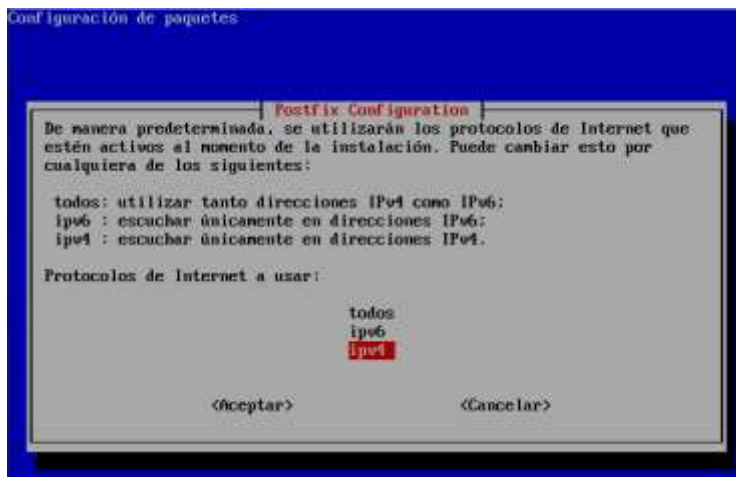 Configuración de paquetes
Postfix Configuration
De manera predeterminada, se utilizarán los protocolos de Internet que
estén activos al momento de la instalación. Puede cambiar esto por
cualquiera de los siguientes:
todos: utilizar tanto direcciones IPv4 como IPv6;
ipv6 : escuchar únicamente en direcciones IPv6;
ipv4 : escuchar únicamente en direcciones IPv4.
Protocolos de Internet a usar:
todos
ipv6
ipv4
<Aceptar> <Cancelar>